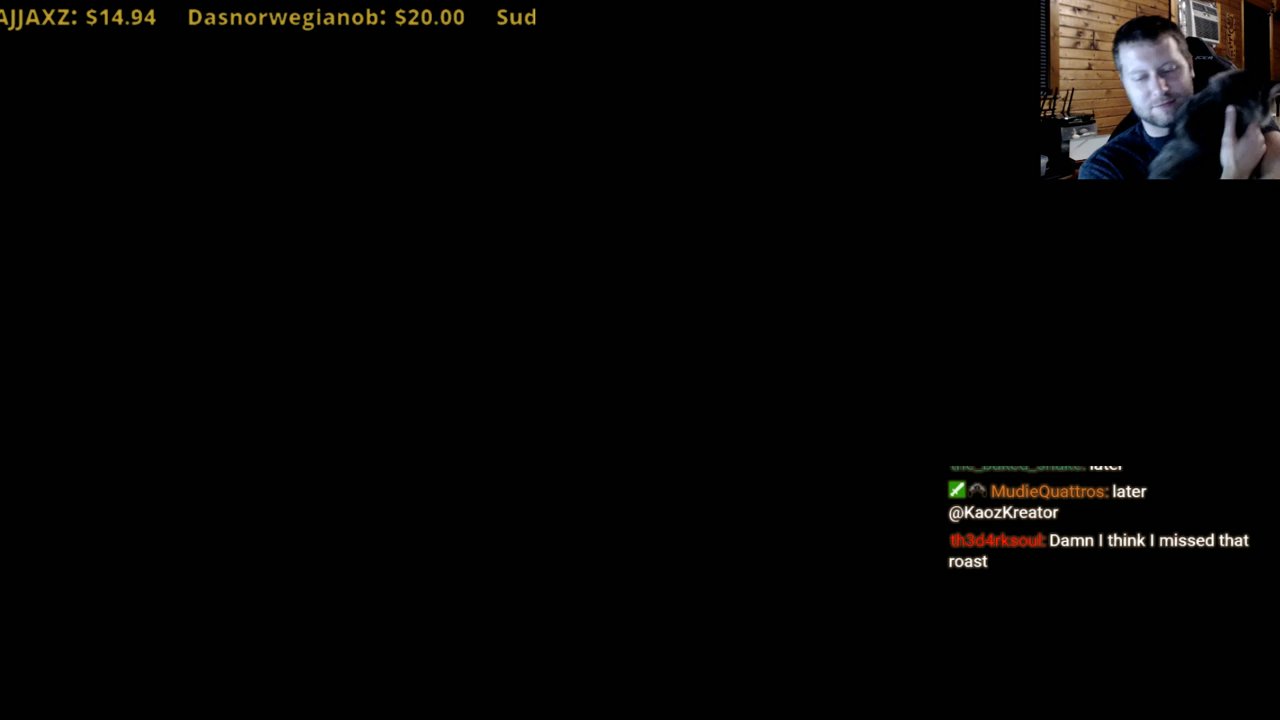 AJJAXZ: $14.94 Dasnorwegianob: $20.00 Sud
later
MudieQuattros: later
@KaozKreator
th3d4rksoul: Damn I think I missed that
roast